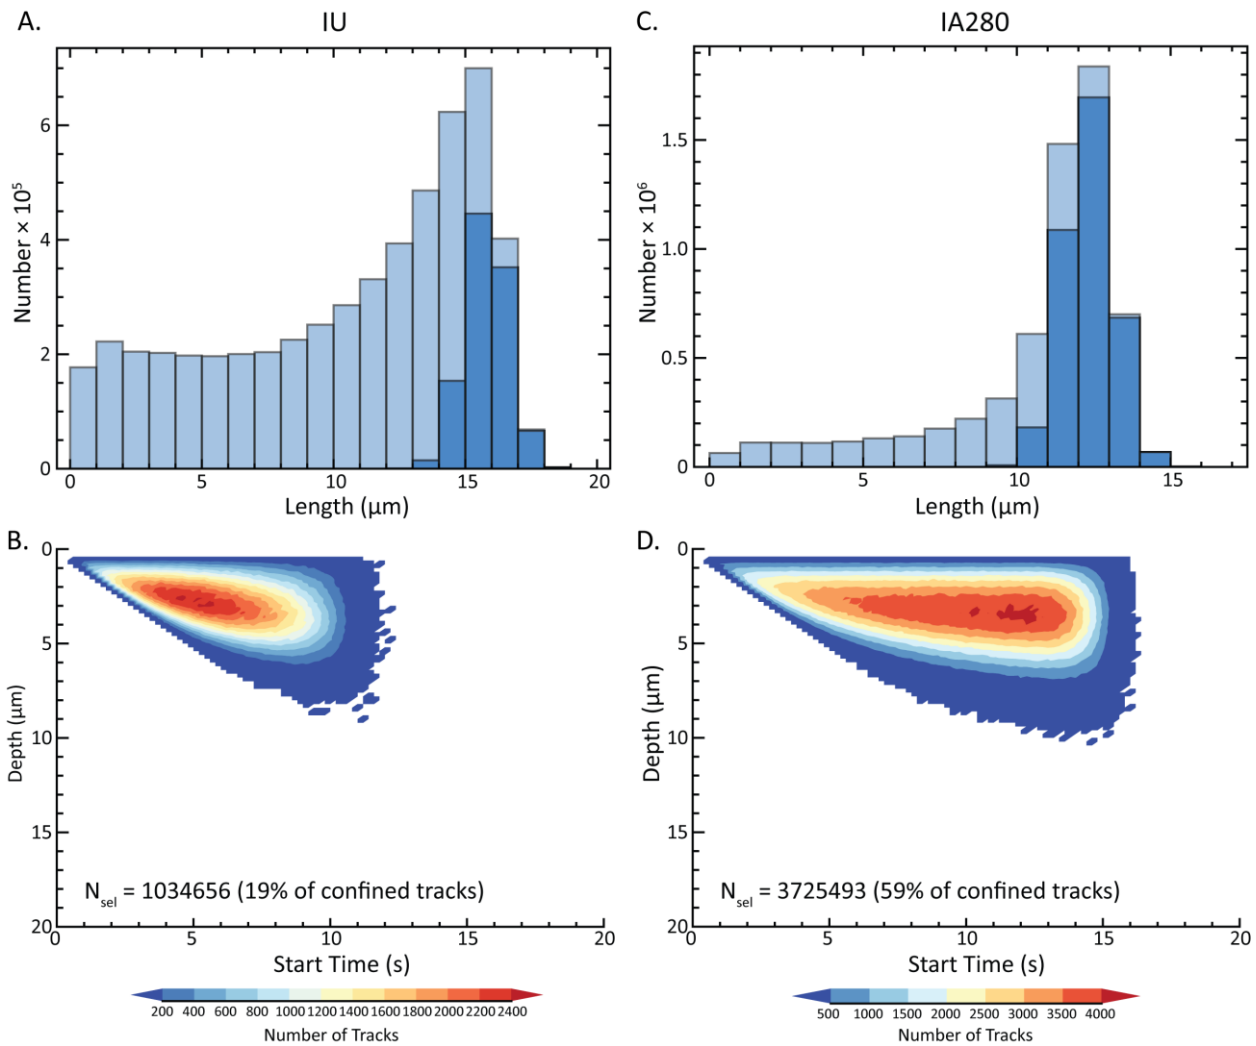 A.
IU
Number × 10⁵
6
4
2
0
0 5 10 15 20
Length (µm)
C.
IA280
Number × 10⁶
1.5
1.0
0.5
0
0 5 10 15
Length (µm)
B.
Depth (µm)
0
5
10
15
20
N_sel = 1034656 (19% of confined tracks)
0 5 10 15 20
Start Time (s)
200 400 600 800 1000 1200 1400 1600 1800 2000 2200 2400
Number of Tracks
D.
Depth (µm)
0
5
10
15
20
N_sel = 3725493 (59% of confined tracks)
0 5 10 15 20
Start Time (s)
500 1000 1500 2000 2500 3000 3500 4000
Number of Tracks